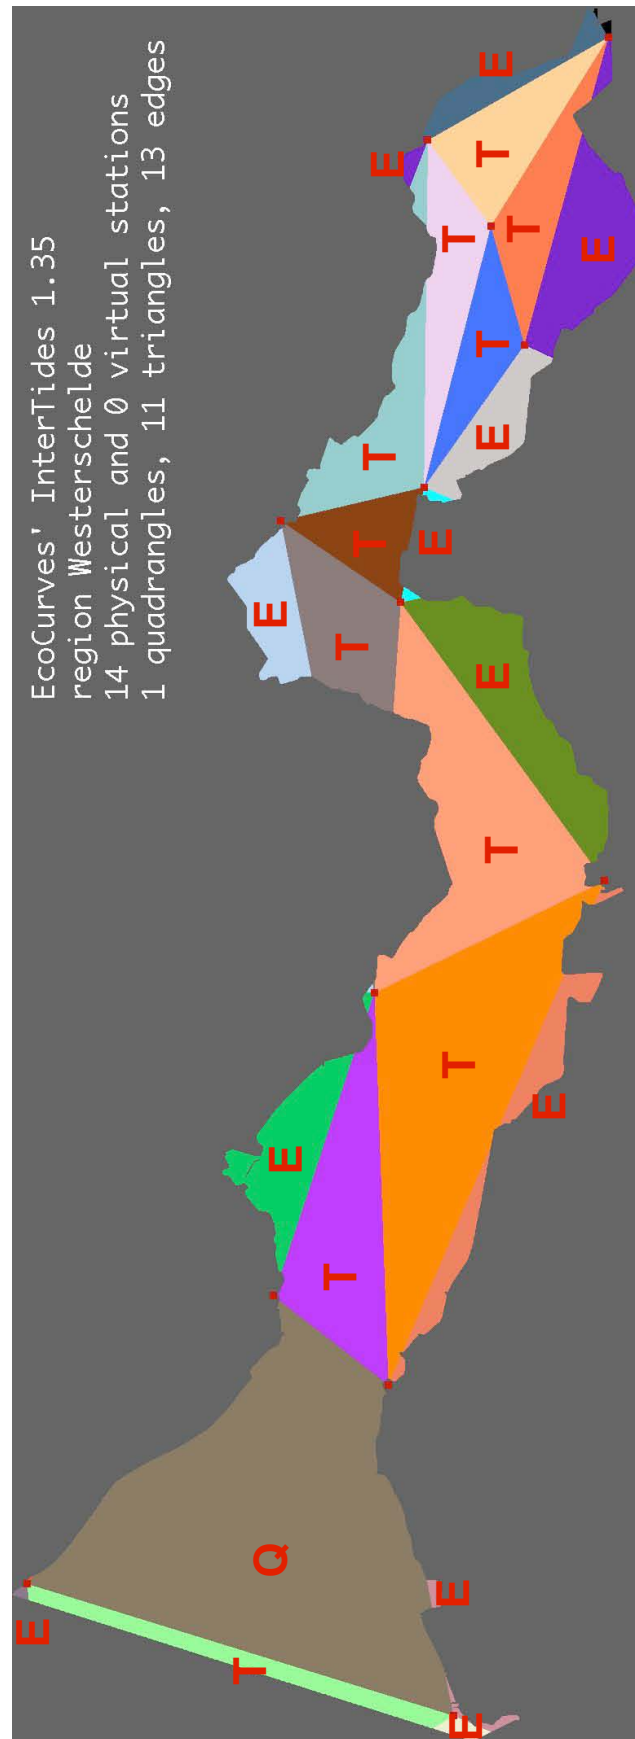 EcoCurves' InterTides 1.35
region Westerschelde
14 physical and 0 virtual stations
1 quadrangles, 11 triangles, 13 edges
E
T
Q
E
E
T
T
T
T
E
E
T
E
T
T
E
E
T
E
T
E
T
T
E